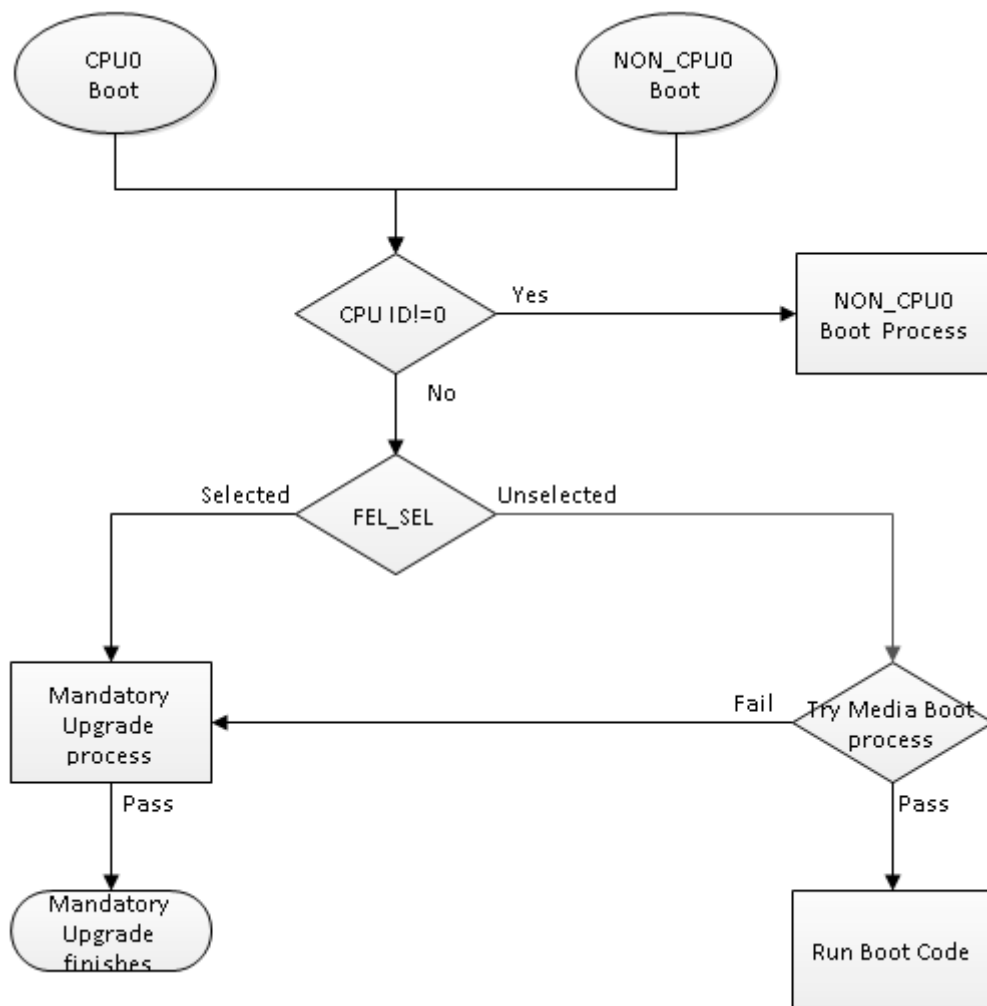 CPU0
Boot
NON_CPU0
Boot
CPU ID!=0
Yes
NON_CPU0
Boot Process
No
Selected
Unselected
FEL_SEL
Mandatory
Upgrade
process
Fail
Try Media Boot
process
Pass
Pass
Mandatory
Upgrade
finishes
Run Boot Code